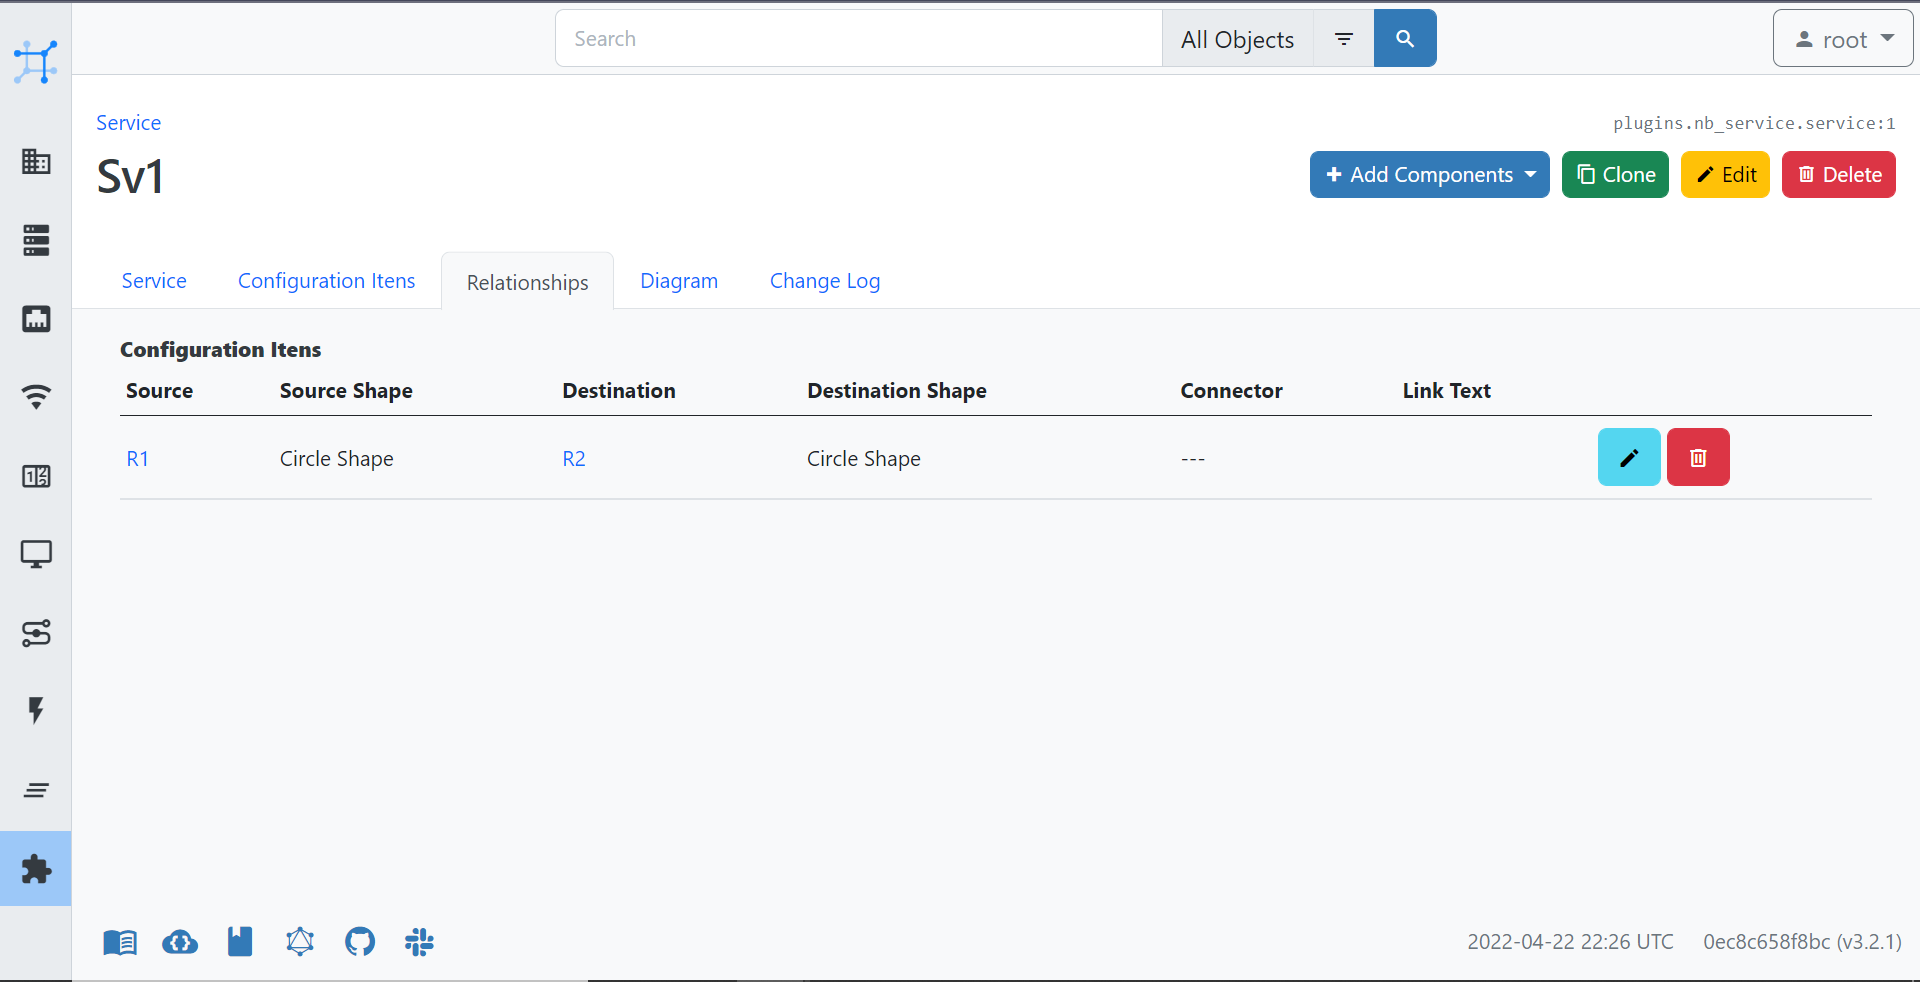 Search
All Objects
root
Service
plugins.nb_service.service:1
Sv1
Add Components
Clone
Edit
Delete
Service
Configuration Itens
Relationships
Diagram
Change Log
Configuration Itens
Source Source Shape Destination Destination Shape Connector Link Text
R1 Circle Shape R2 Circle Shape ---
2022-04-22 22:26 UTC
0ec8c658f8bc (v3.2.1)